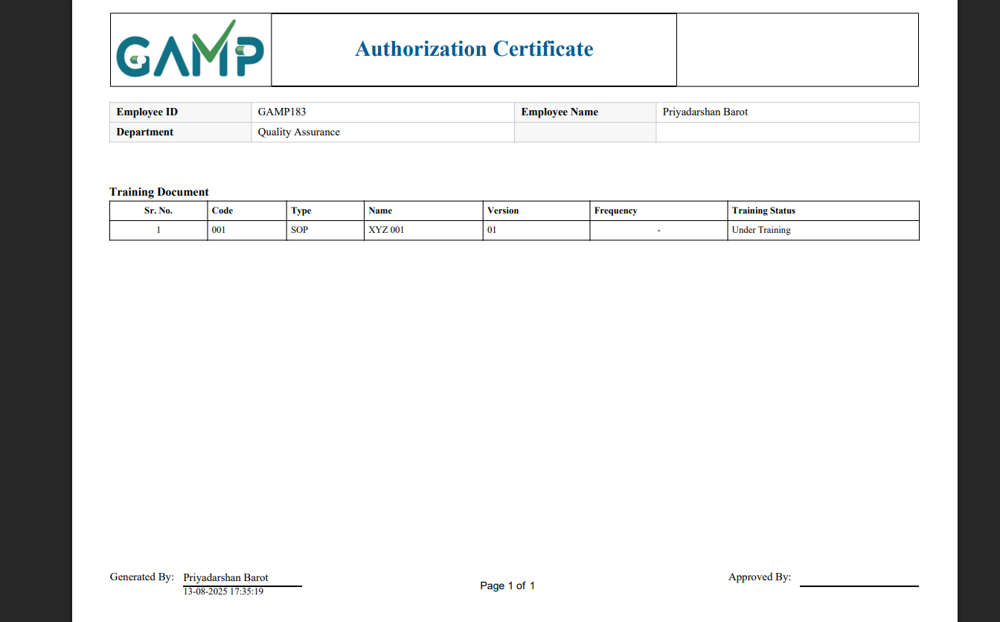 GAMP
Authorization Certificate
Employee ID GAMP183 Employee Name Priyadarshan Barot
Department Quality Assurance
Training Document
Sr. No. Code Type Name Version Frequency Training Status
1 001 SOP XYZ 001 01 - Under Training
Generated By: Priyadarshan Barot
13-08-2025 17:35:19
Page 1 of 1
Approved By: